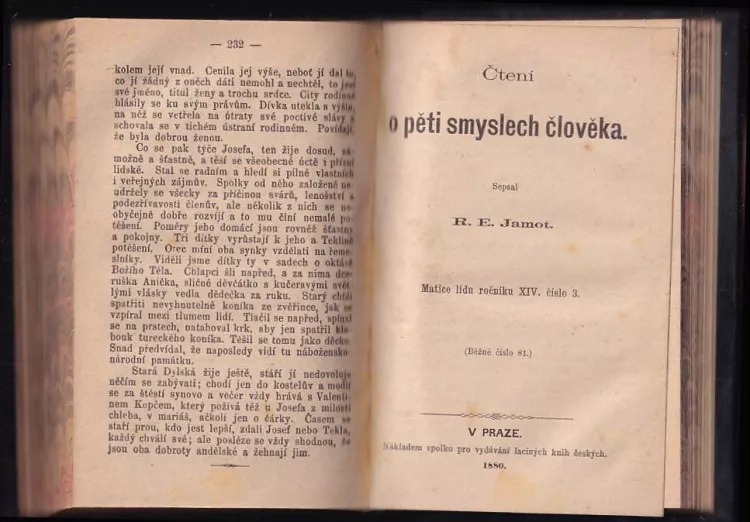 — 232 —
kolem její vnad. Cenila jej výše, neboť jí dal to,
co jí žádný z oněch dáti nemohl a nechtěl, to jest
své jméno, titul ženy a trochu srdce. City rodinné
hlásily se ku svým právům. Dívka utekla s výšin,
na něž se vetřela na útraty své poctivé slávy a
schovala se v tichém ústraní rodinném. Povídají,
že byla dobrou ženou.
Co se pak týče Josefa, ten žije dosud, zá-
možně a šťastně, a těší se všeobecné úctě i přízni
lidské. Stal se radním a hledí si pilně vlastních
i veřejných zájmův. Spolky od něho založené ne-
udržely se všecky za příčinou svárů, lenošství a
podezřívavosti členův, ale několik z nich se ne-
obyčejně dobře rozvíjí a to mu činí nemalé po-
těšení. Poměry jeho domácí jsou rovněž šťastny
a pokojny. Tři dítky vyrůstají k jeho a Teklině
potěšení. Otec míní oba synky vzdělati na řeme-
slníky. Viděli jsme dítky ty v sadech o oktávě
Božího Těla. Chlapci šli napřed, a za nima dce-
ruška Anička, sličné děvčátko s kučeravými svět-
lými vlásky vedla dědečka za ruku. Starý chtěl
spatřiti nevyhnutelně koníka ze zvěřince, jak se
vzpíral mezi tlumem lidí. Tlačil se napřed, spínal
se na prstech, natahoval krk, aby jen spatřil klo-
bouk tureckého koníka. Těšil se tomu jako děcko.
Snad předvídal, že naposledy vidí tu nábožensko-
národní památku.
Stará Dylská žije ještě, stáří jí nedovoluje
něčím se zabývati; chodí jen do kostelův a modlí
se za štěstí synovo a večer vždy hrává s Valenti-
nem Kopčem, který požívá též u Josefa z milosti
chleba, v mariáš, ačkoli jen o čárky. Časem se
staří prou, kdo jest lepší, zdali Josef nebo Tekla,
každý chválí své; ale posléze se vždy shodnou, že
jsou oba dobroty andělské a žehnají jim.
Čtení
o pěti smyslech člověka.
Sepsal
R. E. Jamot.
Matice lidu ročníku XIV. číslo 3.
(Běžné číslo 81.)
V PRAZE.
Nákladem spolku pro vydávání laciných knih českých.
1880.